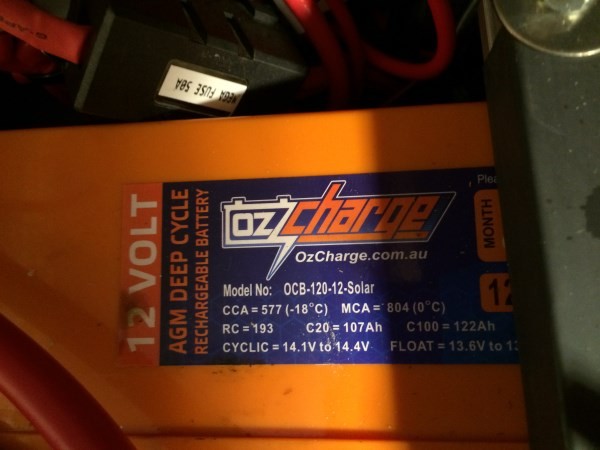 MEGA FUSE 50A
12 VOLT
AGM DEEP CYCLE
RECHARGEABLE BATTERY
OZ charge
OzCharge.com.au
Model No: OCB-120-12-Solar
CCA = 577 (-18°C) MCA = 804 (0°C)
RC = 193 C20 = 107Ah C100 = 122Ah
CYCLIC = 14.1V to 14.4V FLOAT = 13.6V to
MONTH
12